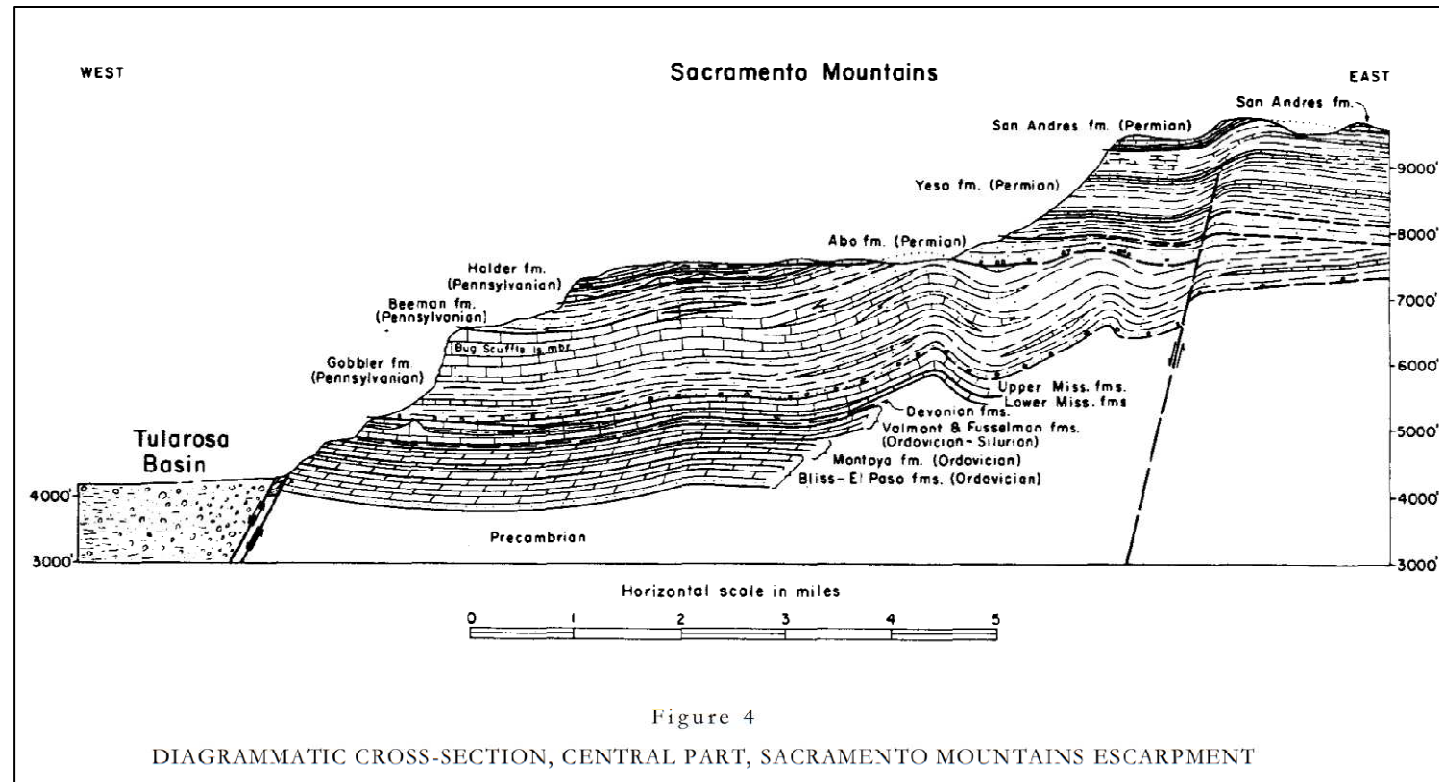 WEST
Sacramento Mountains
EAST
San Andres fm.
San Andres fm. (Permian)
9000'
Yeso fm. (Permian)
8000'
Abo fm. (Permian)
Holder fm.
(Pennsylvanian)
7000'
Beeman fm.
(Pennsylvanian)
Bug Scuffle ls. mbr.
Gobbler fm.
(Pennsylvanian)
6000'
Upper Miss. fms.
Lower Miss. fms
Devonian fms.
Valmont & Fusselman fms.
(Ordovician-Silurian)
5000'
Tularosa
Basin
Montoya fm. (Ordovician)
Bliss-El Paso fms. (Ordovician)
4000'
4000'
Precambrian
3000'
3000'
Horizontal scale in miles
0 1 2 3 4 5
Figure 4
DIAGRAMMATIC CROSS-SECTION, CENTRAL PART, SACRAMENTO MOUNTAINS ESCARPMENT